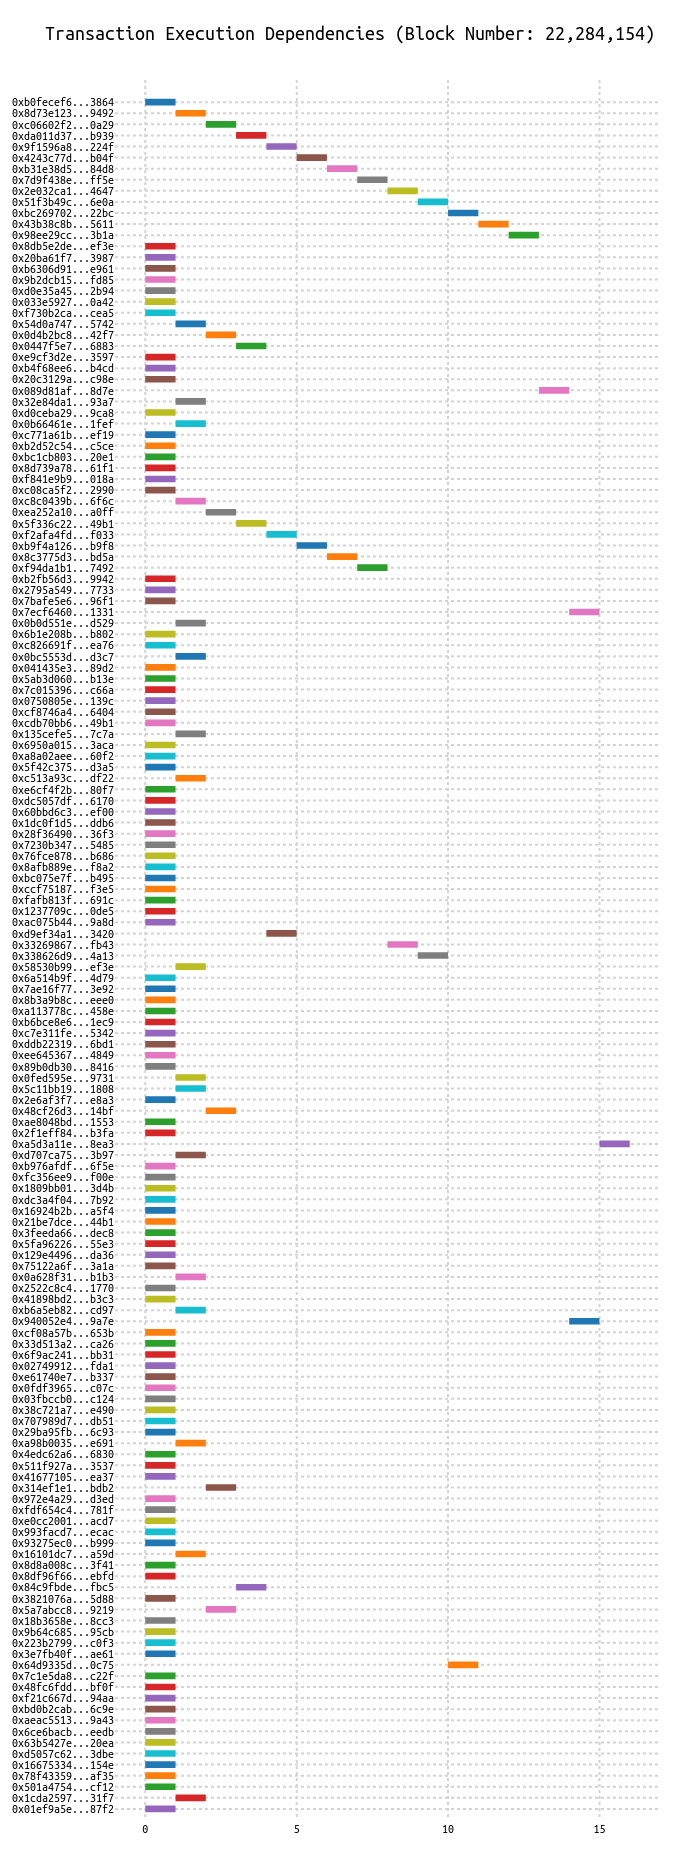 Transaction Execution Dependencies (Block Number: 22,284,154)
0xb0fecef6...3864
0x8d73e123...9492
0xc06602f2...0a29
0xda011d37...b939
0x9f1596a8...224f
0x4243c77d...b04f
0xb31e38d5...84d8
0x7d9f438e...ff5e
0x2e032ca1...4647
0x51f3b49c...6e0a
0xbc269702...22bc
0x43b38c8b...5611
0x98ee29cc...3b1a
0x8db5e2de...ef3e
0x20ba61f7...3987
0xb6306d91...e961
0x9b2dcb15...fd85
0xd0e35a45...2b94
0x033e5927...0a42
0xf730b2ca...cea5
0x54d0a747...5742
0x0d4b2bc8...42f7
0x0447f5e7...6883
0xe9cf3d2e...3597
0xb4f68ee6...b4cd
0x20c3129a...c98e
0x089d81af...8d7e
0x32e84da1...93a7
0xd0ceba29...9ca8
0x0b66461e...1fef
0xc771a61b...ef19
0xb2d52c54...c5ce
0xbc1cb803...20e1
0x8d739a78...61f1
0xf841e9b9...018a
0xc08ca5f2...2990
0xc8c0439b...6f6c
0xea252a10...a0ff
0x5f336c22...49b1
0xf2afa4fd...f033
0xb9f4a126...b9f8
0x8c3775d3...bd5a
0xf94da1b1...7492
0xb2fb56d3...9942
0x2795a549...7733
0x7bafe5e6...96f1
0x7ecf6460...1331
0x0b0d551e...d529
0x6b1e208b...b802
0xc826691f...ea76
0x0bc5553d...d3c7
0x041435e3...89d2
0x5ab3d060...b13e
0x7c015396...c66a
0x0750805e...139c
0xcf8746a4...6404
0xcdb70bb6...49b1
0x135cefe5...7c7a
0x6950a015...3aca
0xa8a02aee...60f2
0x5f42c375...d3a5
0xc513a93c...df22
0xe6cf4f2b...80f7
0xdc5057df...6170
0x60bbd6c3...ef00
0x1dc0f1d5...ddb6
0x28f36490...36f3
0x7230b347...5485
0x76fce878...b686
0x8afb889e...f8a2
0xbc075e7f...b495
0xccf75187...f3e5
0xfafb813f...691c
0x1237709c...0de5
0xac075b44...9a8d
0xd9ef34a1...3420
0x33269867...fb43
0x338626d9...4a13
0x58530b99...ef3e
0x6a514b9f...4d79
0x7ae16f77...3e92
0x8b3a9b8c...eee0
0xa113778c...458e
0xb6bce8e6...1ec9
0xc7e311fe...5342
0xddb22319...6bd1
0xee645367...4849
0x89b0db30...8416
0x0fed595e...9731
0x5c11bb19...1808
0x2e6af3f7...e8a3
0x48cf26d3...14bf
0xae8048bd...1553
0x2f1eff84...b3fa
0xa5d3a11e...8ea3
0xd707ca75...3b97
0xb976afdf...6f5e
0xfc356ee9...f00e
0x1809bb01...3d4b
0xdc3a4f04...7b92
0x16924b2b...a5f4
0x21be7dce...44b1
0x3feeda66...dec8
0x5fa96226...55e3
0x129e4496...da36
0x75122a6f...3a1a
0x0a628f31...b1b3
0x2522c8c4...1770
0x41898bd2...b3c3
0xb6a5eb82...cd97
0x940052e4...9a7e
0xcf08a57b...653b
0x33d513a2...ca26
0x6f9ac241...bb31
0x02749912...fda1
0xe61740e7...b337
0x0fdf3965...c07c
0x03fbccb0...c124
0x38c721a7...e490
0x707989d7...db51
0x29ba95fb...6c93
0xa98b0035...e691
0x4edc62a6...6830
0x511f927a...3537
0x41677105...ea37
0x314ef1e1...bdb2
0x972e4a29...d3ed
0xfdf654c4...781f
0xe0cc2001...acd7
0x993facd7...ecac
0x93275ec0...b999
0x16101dc7...a59d
0x8d8a008c...3f41
0x8df96f66...ebfd
0x84c9fbde...fbc5
0x3821076a...5d88
0x5a7abcc8...9219
0x18b3658e...8cc3
0x9b64c685...95cb
0x223b2799...c0f3
0x3e7fb40f...ae61
0x64d9335d...0c75
0x7c1e5da8...c22f
0x48fc6fdd...bf0f
0xf21c667d...94aa
0xbd0b2cab...6c9e
0xaeac5513...9a43
0x6ce6bacb...eedb
0x63b5427e...20ea
0xd5057c62...3dbe
0x16675334...154e
0x78f43359...af35
0x501a4754...cf12
0x1cda2597...31f7
0x01ef9a5e...87f2
0 5 10 15